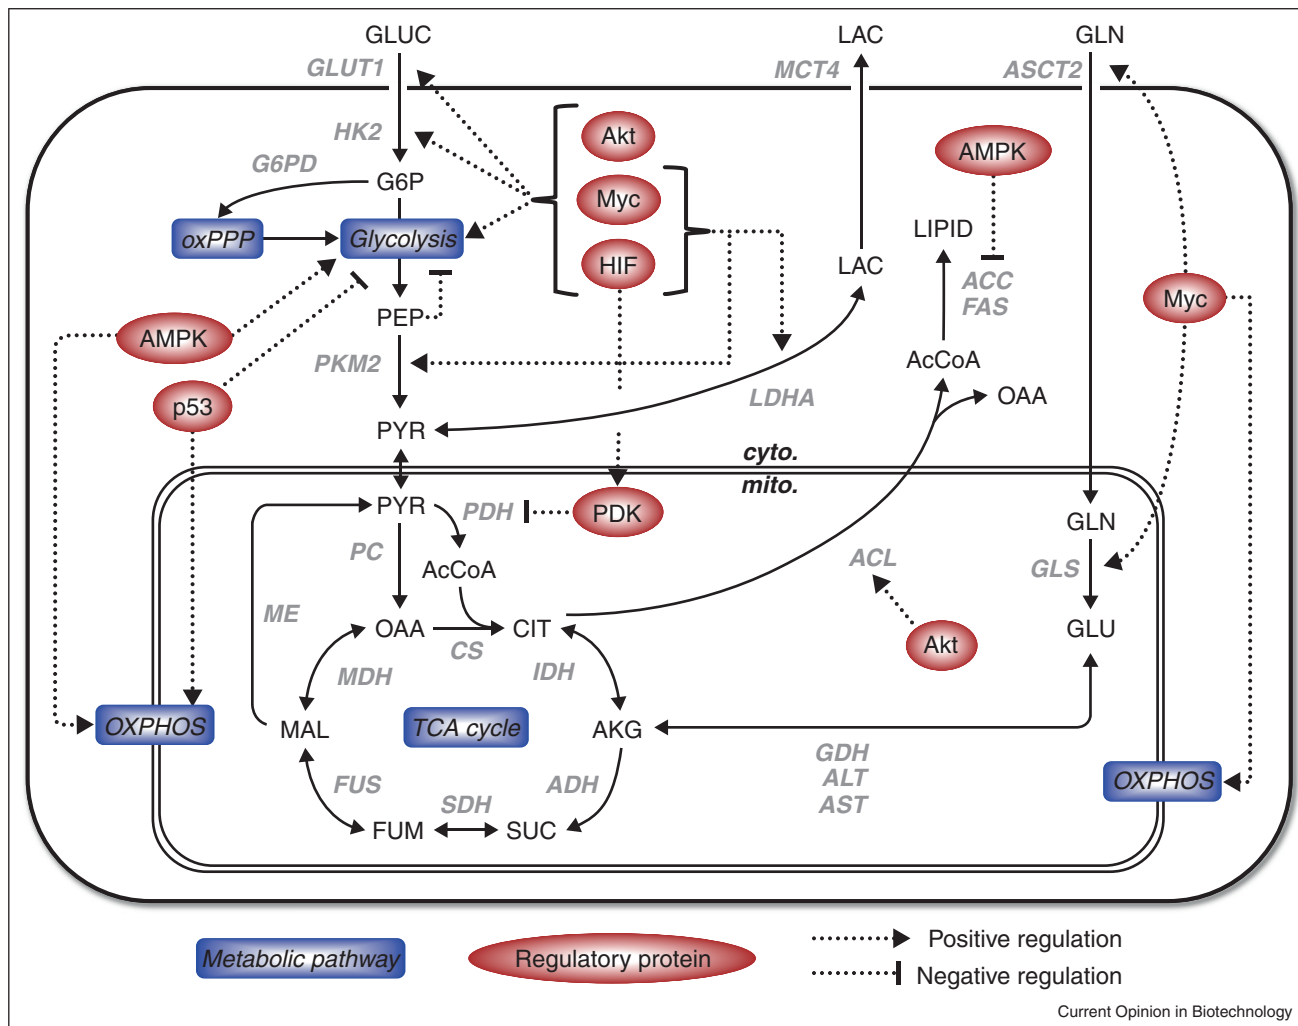 GLUC
LAC
GLN
GLUT1
MCT4
ASCT2
HK2
Akt
AMPK
G6PD
G6P
Myc
oxPPP
Glycolysis
LIPID
HIF
LAC
ACC
FAS
Myc
PEP
AMPK
PKM2
AcCoA
LDHA
OAA
p53
PYR
cyto.
mito.
PYR
PDH
PDK
GLN
PC
AcCoA
ACL
GLS
ME
OAA
CS
CIT
Akt
GLU
MDH
IDH
OXPHOS
MAL
TCA cycle
AKG
GDH
ALT
AST
OXPHOS
FUS
SDH
ADH
FUM
SUC
Metabolic pathway
Regulatory protein
Positive regulation
Negative regulation
Current Opinion in Biotechnology